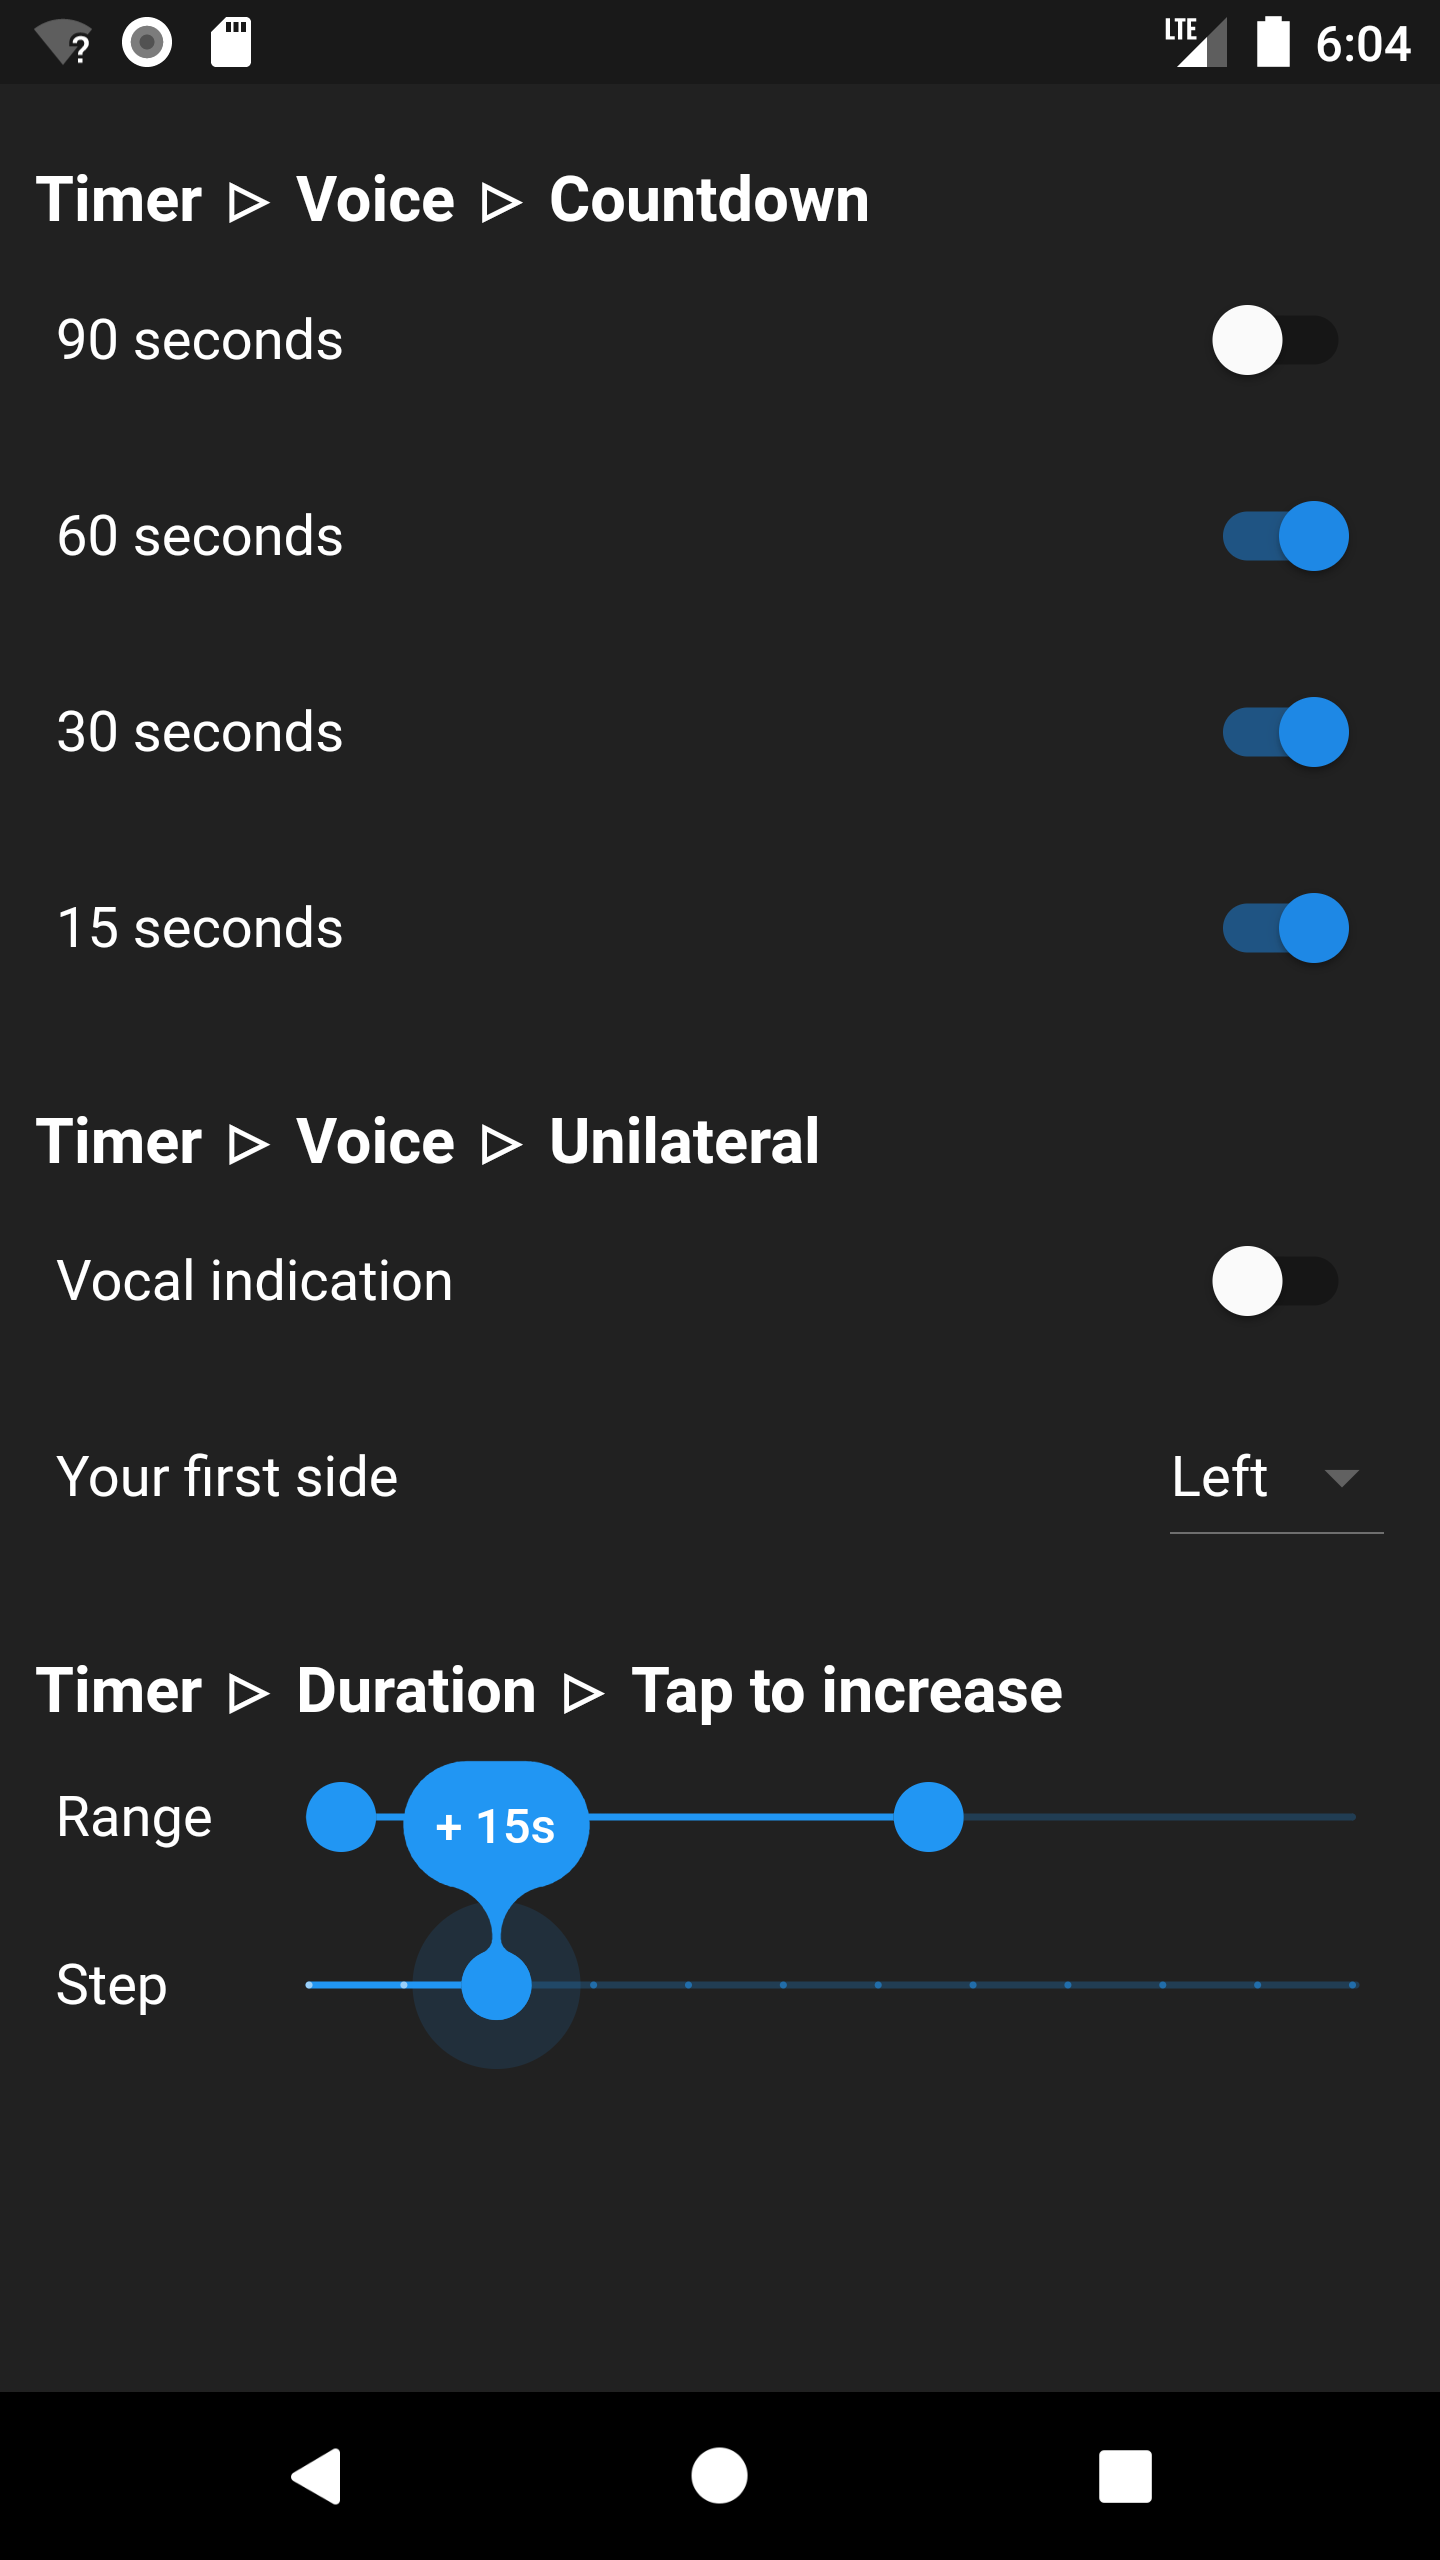 LTE 6:04
Timer ▷ Voice ▷ Countdown
90 seconds
60 seconds
30 seconds
15 seconds
Timer ▷ Voice ▷ Unilateral
Vocal indication
Your first side Left
Timer ▷ Duration ▷ Tap to increase
Range
+ 15s
Step